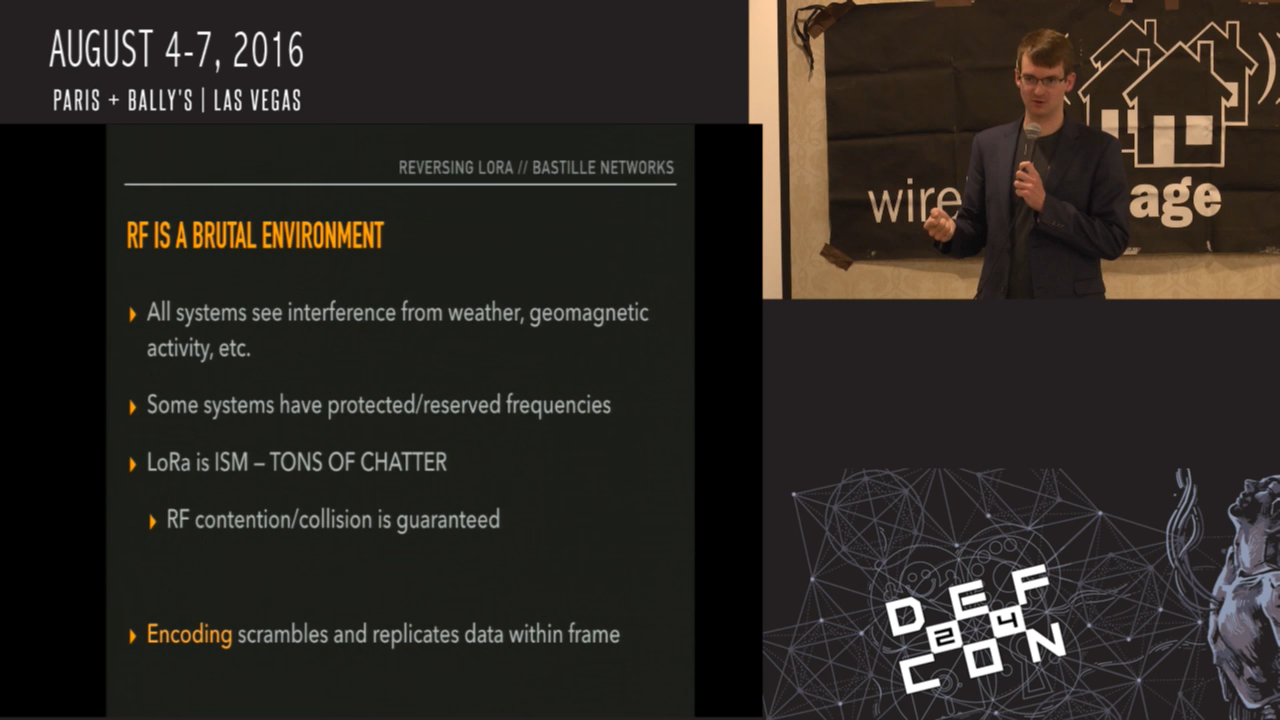 AUGUST 4-7, 2016
PARIS + BALLY'S | LAS VEGAS
REVERSING LORA // BASTILLE NETWORKS
RF IS A BRUTAL ENVIRONMENT
All systems see interference from weather, geomagnetic
activity, etc.
Some systems have protected/reserved frequencies
LoRa is ISM – TONS OF CHATTER
RF contention/collision is guaranteed
Encoding scrambles and replicates data within frame
wire age
DEF
24
CON